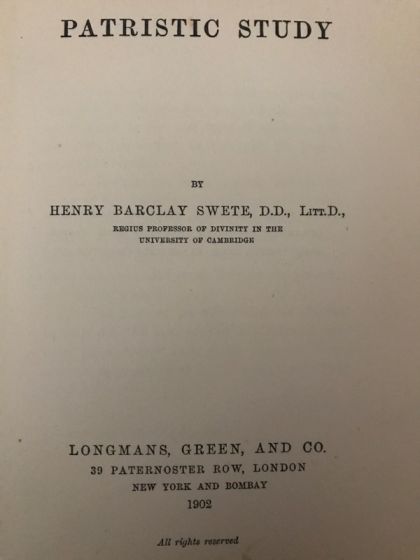 PATRISTIC STUDY
BY
HENRY BARCLAY SWETE, D.D., LITT.D.,
REGIUS PROFESSOR OF DIVINITY IN THE
UNIVERSITY OF CAMBRIDGE
LONGMANS, GREEN, AND CO.
39 PATERNOSTER ROW, LONDON
NEW YORK AND BOMBAY
1902
All rights reserved